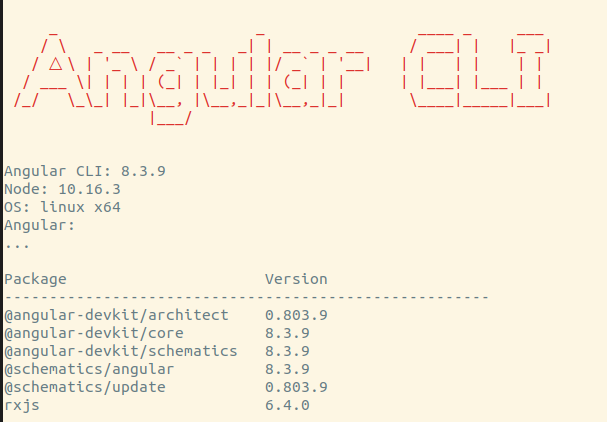 Angular CLI
Angular CLI: 8.3.9
Node: 10.16.3
OS: linux x64
Angular:
...
Package Version
------------------------------------------------------
@angular-devkit/architect 0.803.9
@angular-devkit/core 8.3.9
@angular-devkit/schematics 8.3.9
@schematics/angular 8.3.9
@schematics/update 0.803.9
rxjs 6.4.0